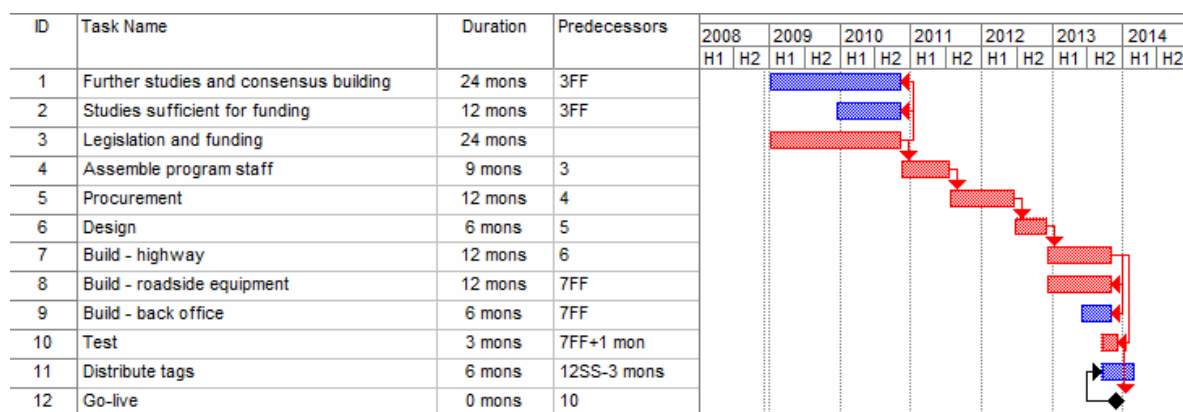 ID Task Name Duration Predecessors 2008 2009 2010 2011 2012 2013 2014
H1 H2 H1 H2 H1 H2 H1 H2 H1 H2 H1 H2 H1 H2
1 Further studies and consensus building 24 mons 3FF
2 Studies sufficient for funding 12 mons 3FF
3 Legislation and funding 24 mons
4 Assemble program staff 9 mons 3
5 Procurement 12 mons 4
6 Design 6 mons 5
7 Build - highway 12 mons 6
8 Build - roadside equipment 12 mons 7FF
9 Build - back office 6 mons 7FF
10 Test 3 mons 7FF+1 mon
11 Distribute tags 6 mons 12SS-3 mons
12 Go-live 0 mons 10